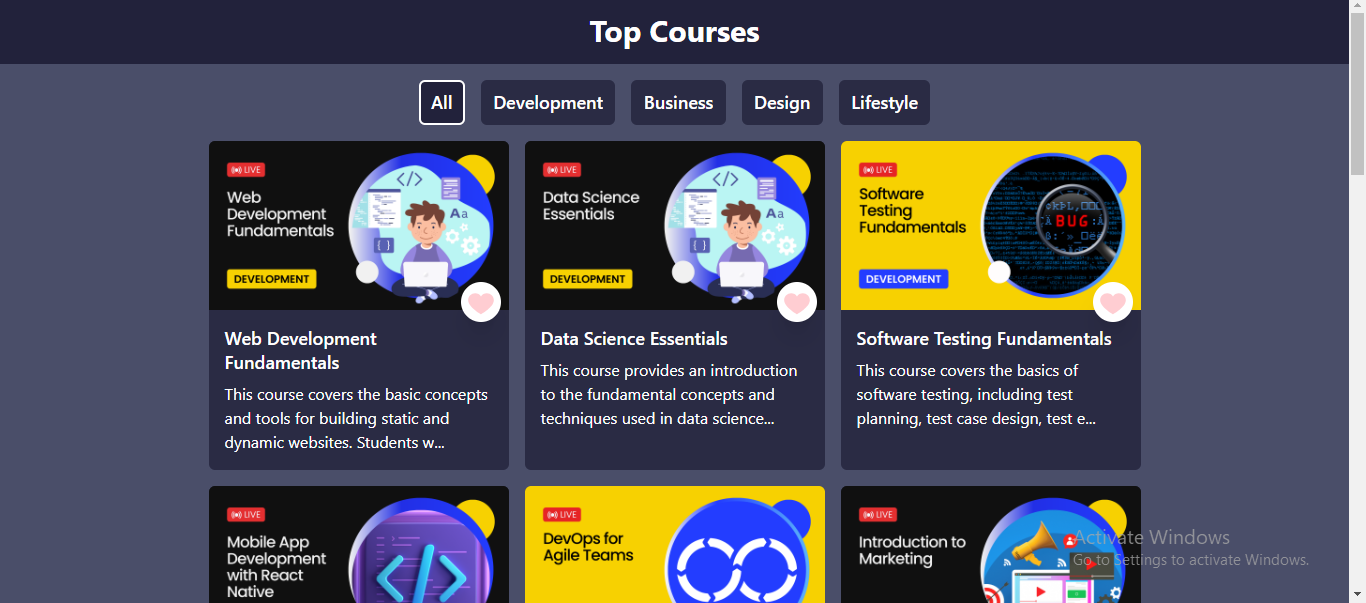 Top Courses
All
Development
Business
Design
Lifestyle
LIVE
Web
Development
Fundamentals
DEVELOPMENT
Aa
LIVE
Data Science
Essentials
DEVELOPMENT
Aa
LIVE
Software
Testing
Fundamentals
DEVELOPMENT
BUG
Web Development
Fundamentals
This course covers the basic concepts
and tools for building static and
dynamic websites. Students w...
Data Science Essentials
This course provides an introduction
to the fundamental concepts and
techniques used in data science...
Software Testing Fundamentals
This course covers the basics of
software testing, including test
planning, test case design, test e...
LIVE
Mobile App
Development
with React
Native
LIVE
DevOps for
Agile Teams
LIVE
Introduction to
Marketing
Activate Windows
Go to Settings to activate Windows.